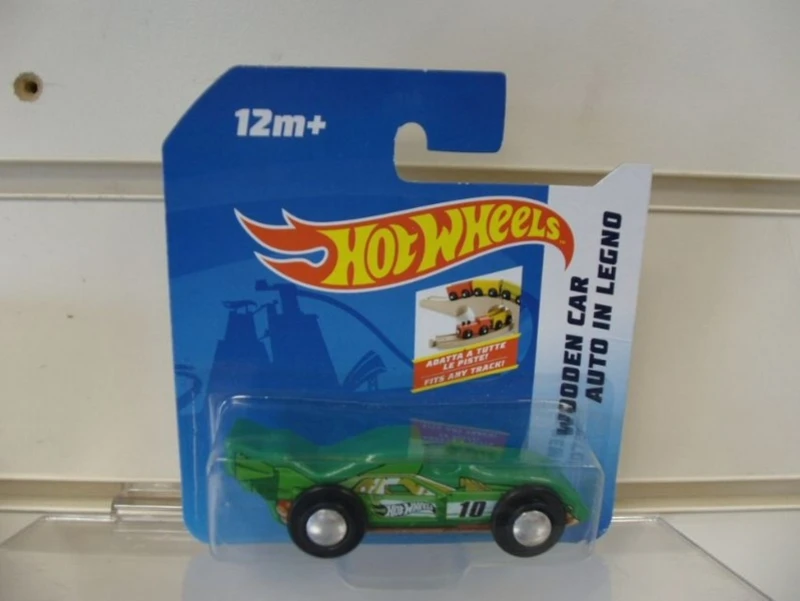 12m+
HOT WHEELS
ADATTA A TUTTE
LE PISTE!
FITS ANY TRACK!
WOODEN CAR
AUTO IN LEGNO
HOT WHEELS
10